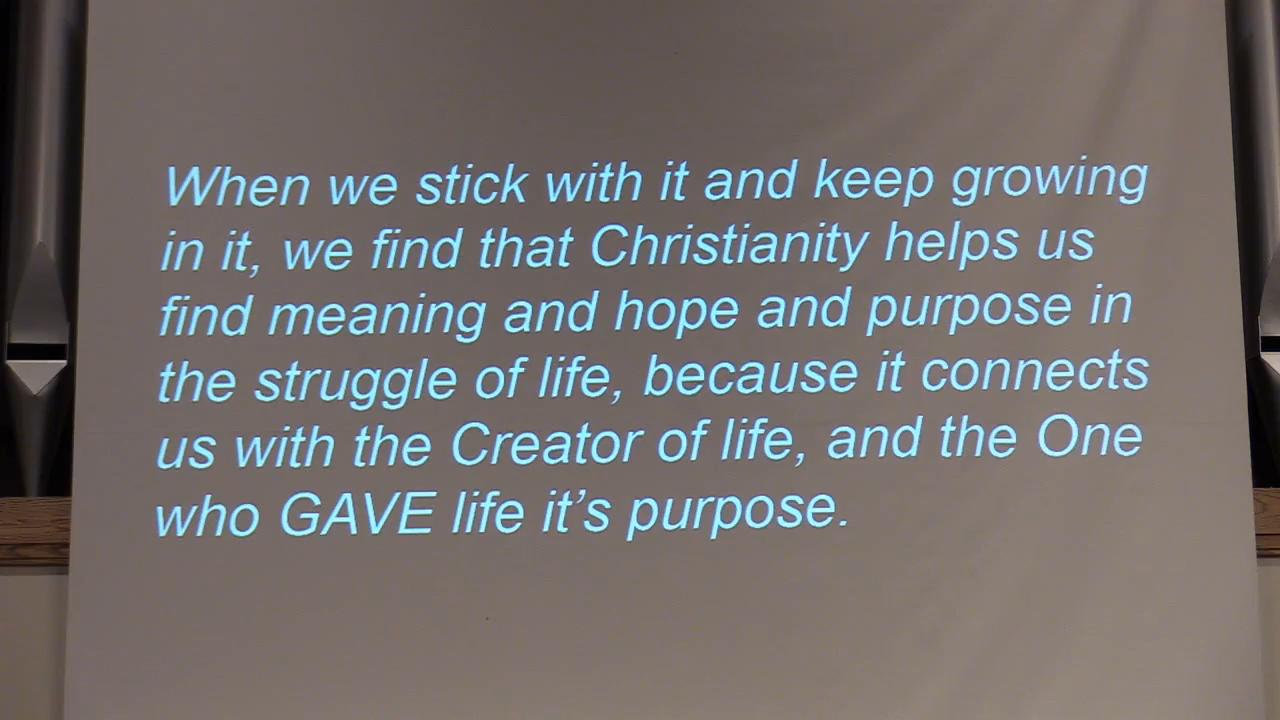 When we stick with it and keep growing
in it, we find that Christianity helps us
find meaning and hope and purpose in
the struggle of life, because it connects
us with the Creator of life, and the One
who GAVE life it’s purpose.